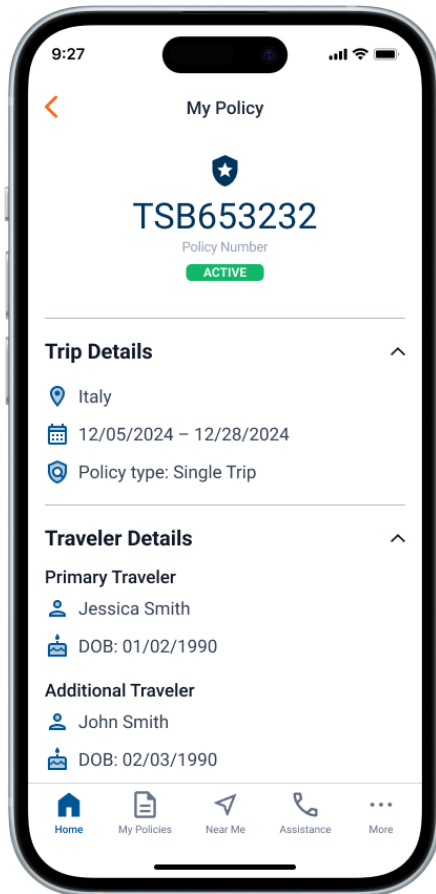 9:27
My Policy
TSB653232
Policy Number
ACTIVE
Trip Details
Italy
12/05/2024 – 12/28/2024
Policy type: Single Trip
Traveler Details
Primary Traveler
Jessica Smith
DOB: 01/02/1990
Additional Traveler
John Smith
DOB: 02/03/1990
Home My Policies Near Me Assistance More